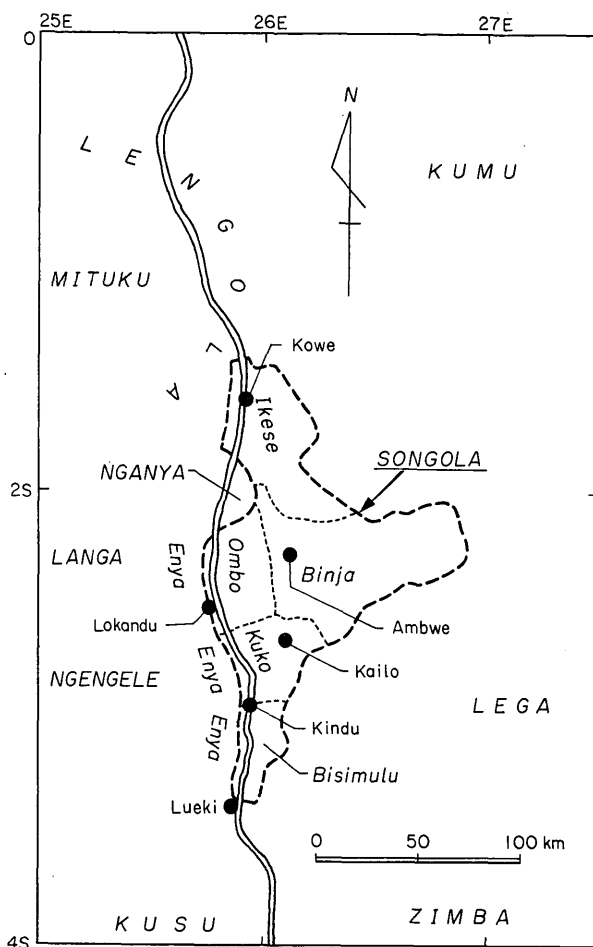 25E 26E 27E
0
N
LENGOLA
KUMU
MITUKU
Kowe
Ikese
SONGOLA
NGANYA
2S
LANGA
Enya
Ombo
Binja
Ambwe
Lokandu
Kuko
Enya
Kailo
NGENGELE
LEGA
Enya
Kindu
Bisimulu
Lueki
0 50 100 km
KUSU
ZIMBA
4S